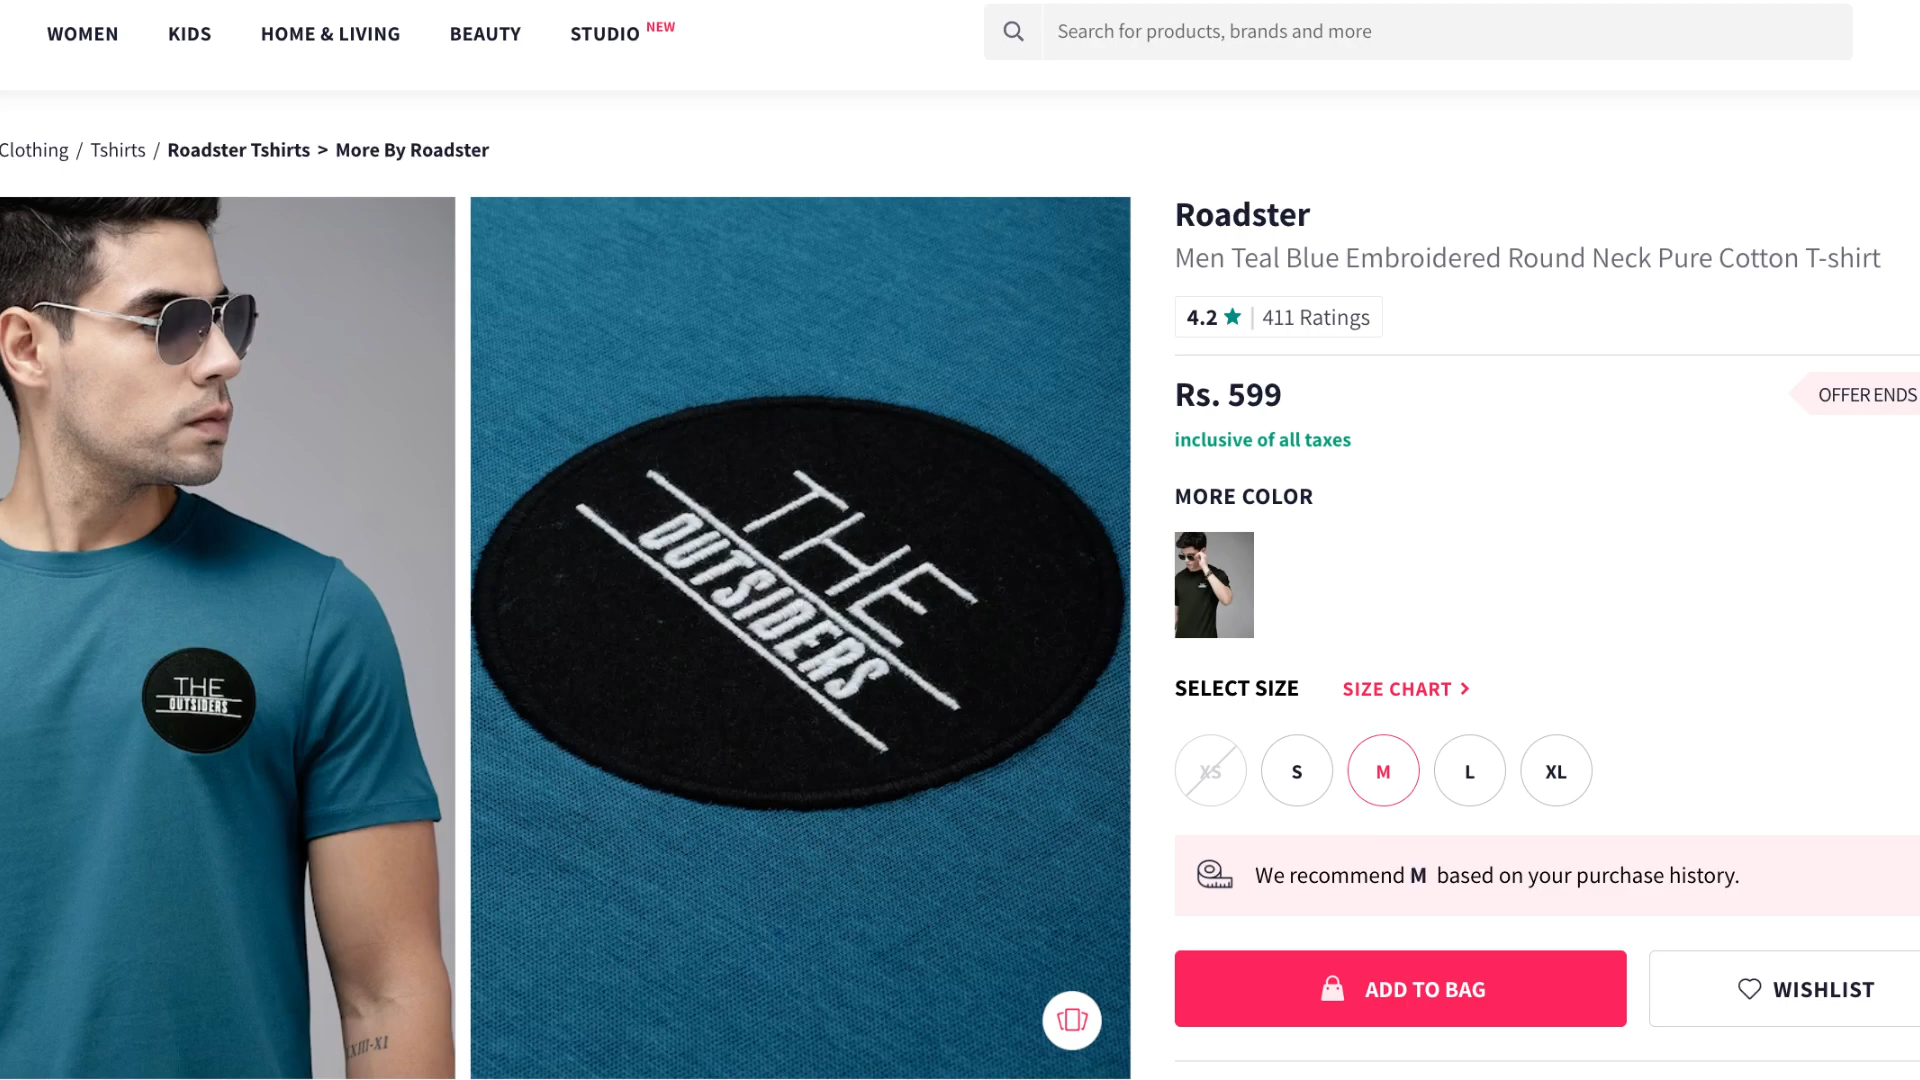 WOMEN KIDS HOME & LIVING BEAUTY STUDIO NEW
Search for products, brands and more
Clothing / Tshirts / Roadster Tshirts > More By Roadster
THE
OUTSIDERS
XXIII-XI
THE
OUTSIDERS
Roadster
Men Teal Blue Embroidered Round Neck Pure Cotton T-shirt
4.2 ★ | 411 Ratings
Rs. 599
OFFER ENDS
inclusive of all taxes
MORE COLOR
SELECT SIZE SIZE CHART >
XS S M L XL
We recommend M based on your purchase history.
ADD TO BAG
WISHLIST